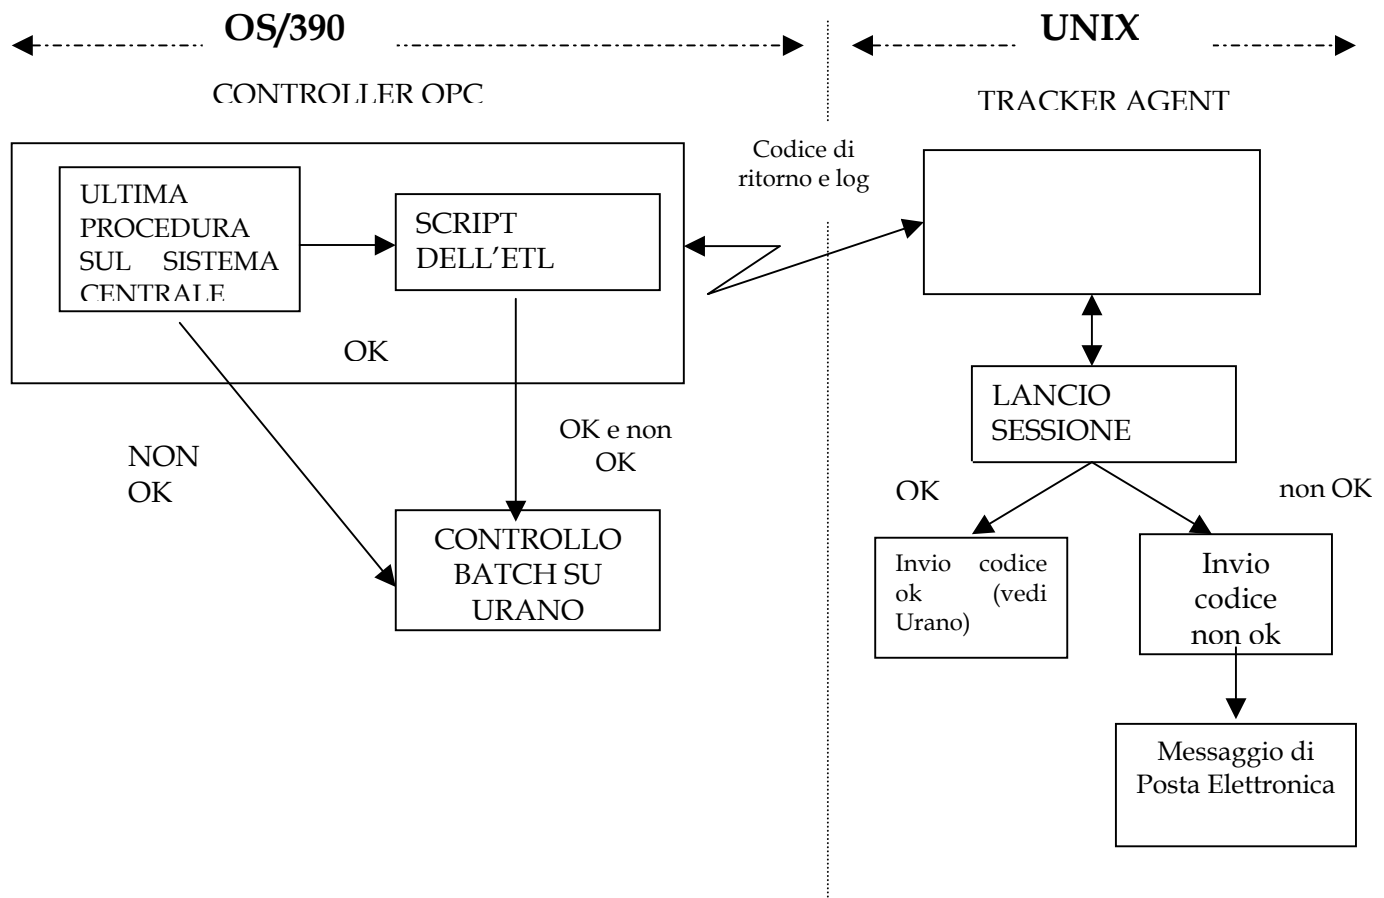 OS/390
UNIX
CONTROLLER OPC
TRACKER AGENT
Codice di
ritorno e log
ULTIMA
PROCEDURA
SUL SISTEMA
CENTRALE
SCRIPT
DELL'ETL
OK
LANCIO
SESSIONE
NON
OK
OK e non
OK
OK
non OK
CONTROLLO
BATCH SU
URANO
Invio codice
ok (vedi
Urano)
Invio
codice
non ok
Messaggio di
Posta Elettronica